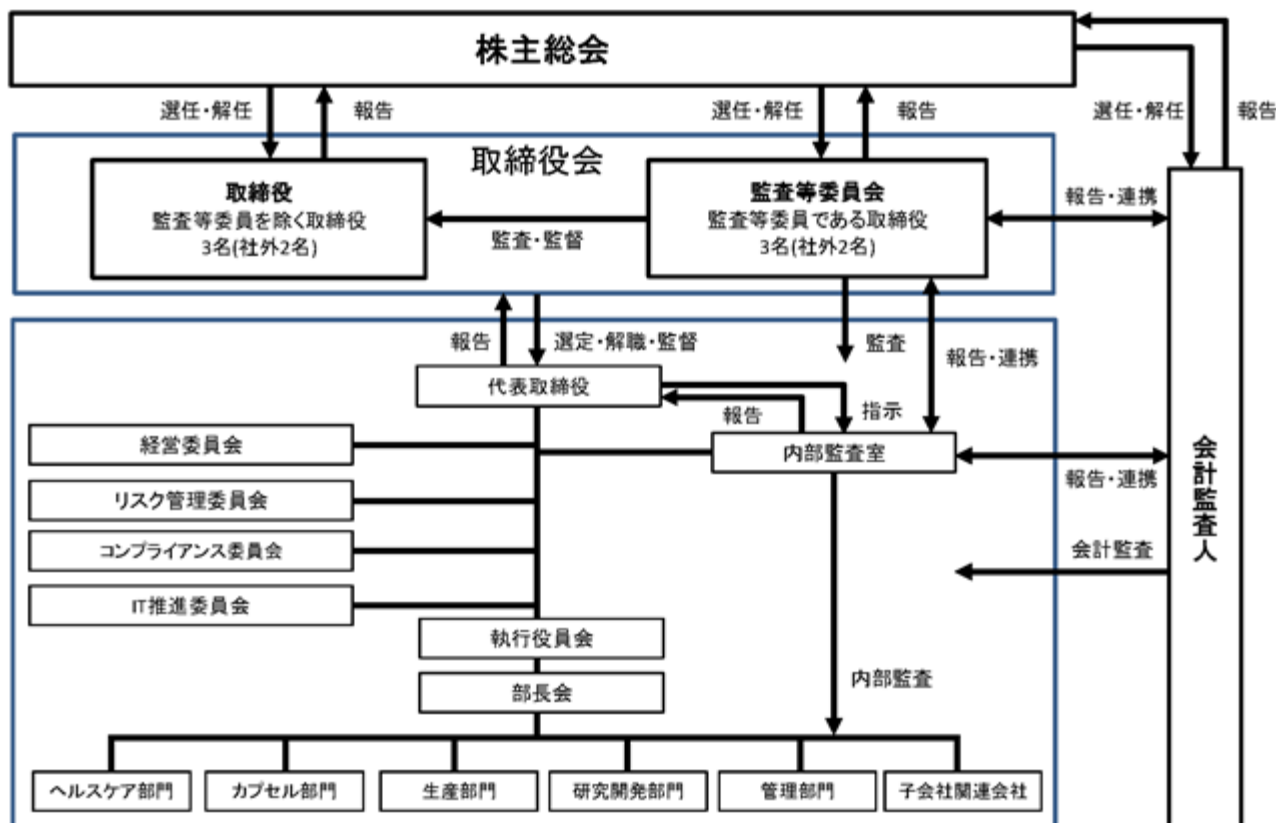 株主総会
選任・解任
報告
選任・解任
報告
選任・解任
報告
取締役会
取締役
監査等委員を除く取締役
3名(社外2名)
監査・監督
監査等委員会
監査等委員である取締役
3名(社外2名)
報告・連携
報告
選定・解職・監督
監査
報告・連携
代表取締役
報告
指示
経営委員会
内部監査室
リスク管理委員会
報告・連携
コンプライアンス委員会
会計監査
会計監査人
IT推進委員会
執行役員会
部長会
内部監査
ヘルスケア部門
カプセル部門
生産部門
研究開発部門
管理部門
子会社関連会社